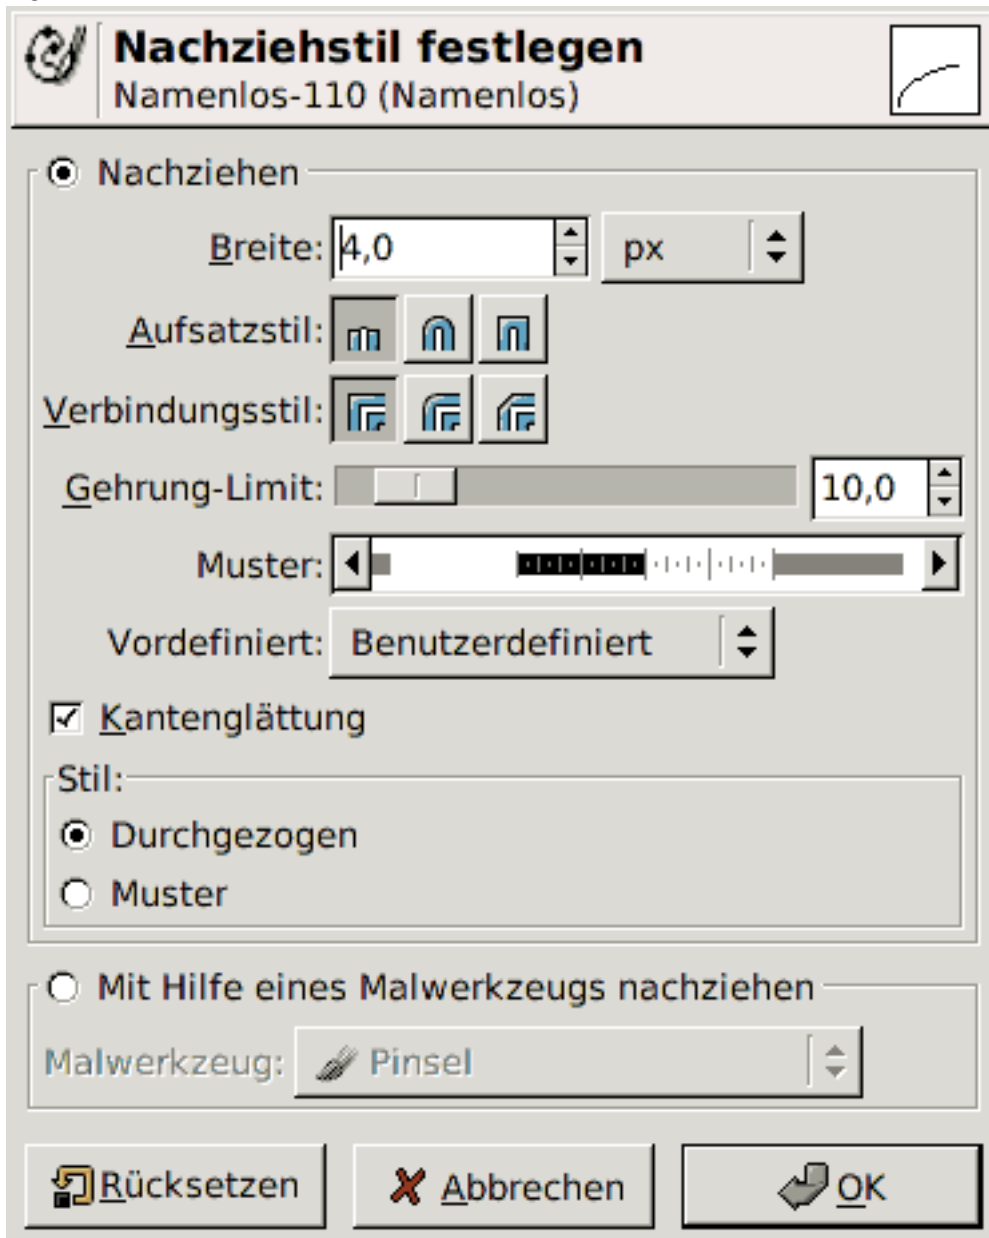 Nachziehstil festlegen
Namenlos-110 (Namenlos)
Nachziehen
Breite: 4,0 px
Aufsatzstil:
Verbindungsstil:
Gehrung-Limit: 10,0
Muster:
Vordefiniert: Benutzerdefiniert
Kantenglättung
Stil:
Durchgezogen
Muster
Mit Hilfe eines Malwerkzeugs nachziehen
Malwerkzeug: Pinsel
Rücksetzen Abbrechen OK